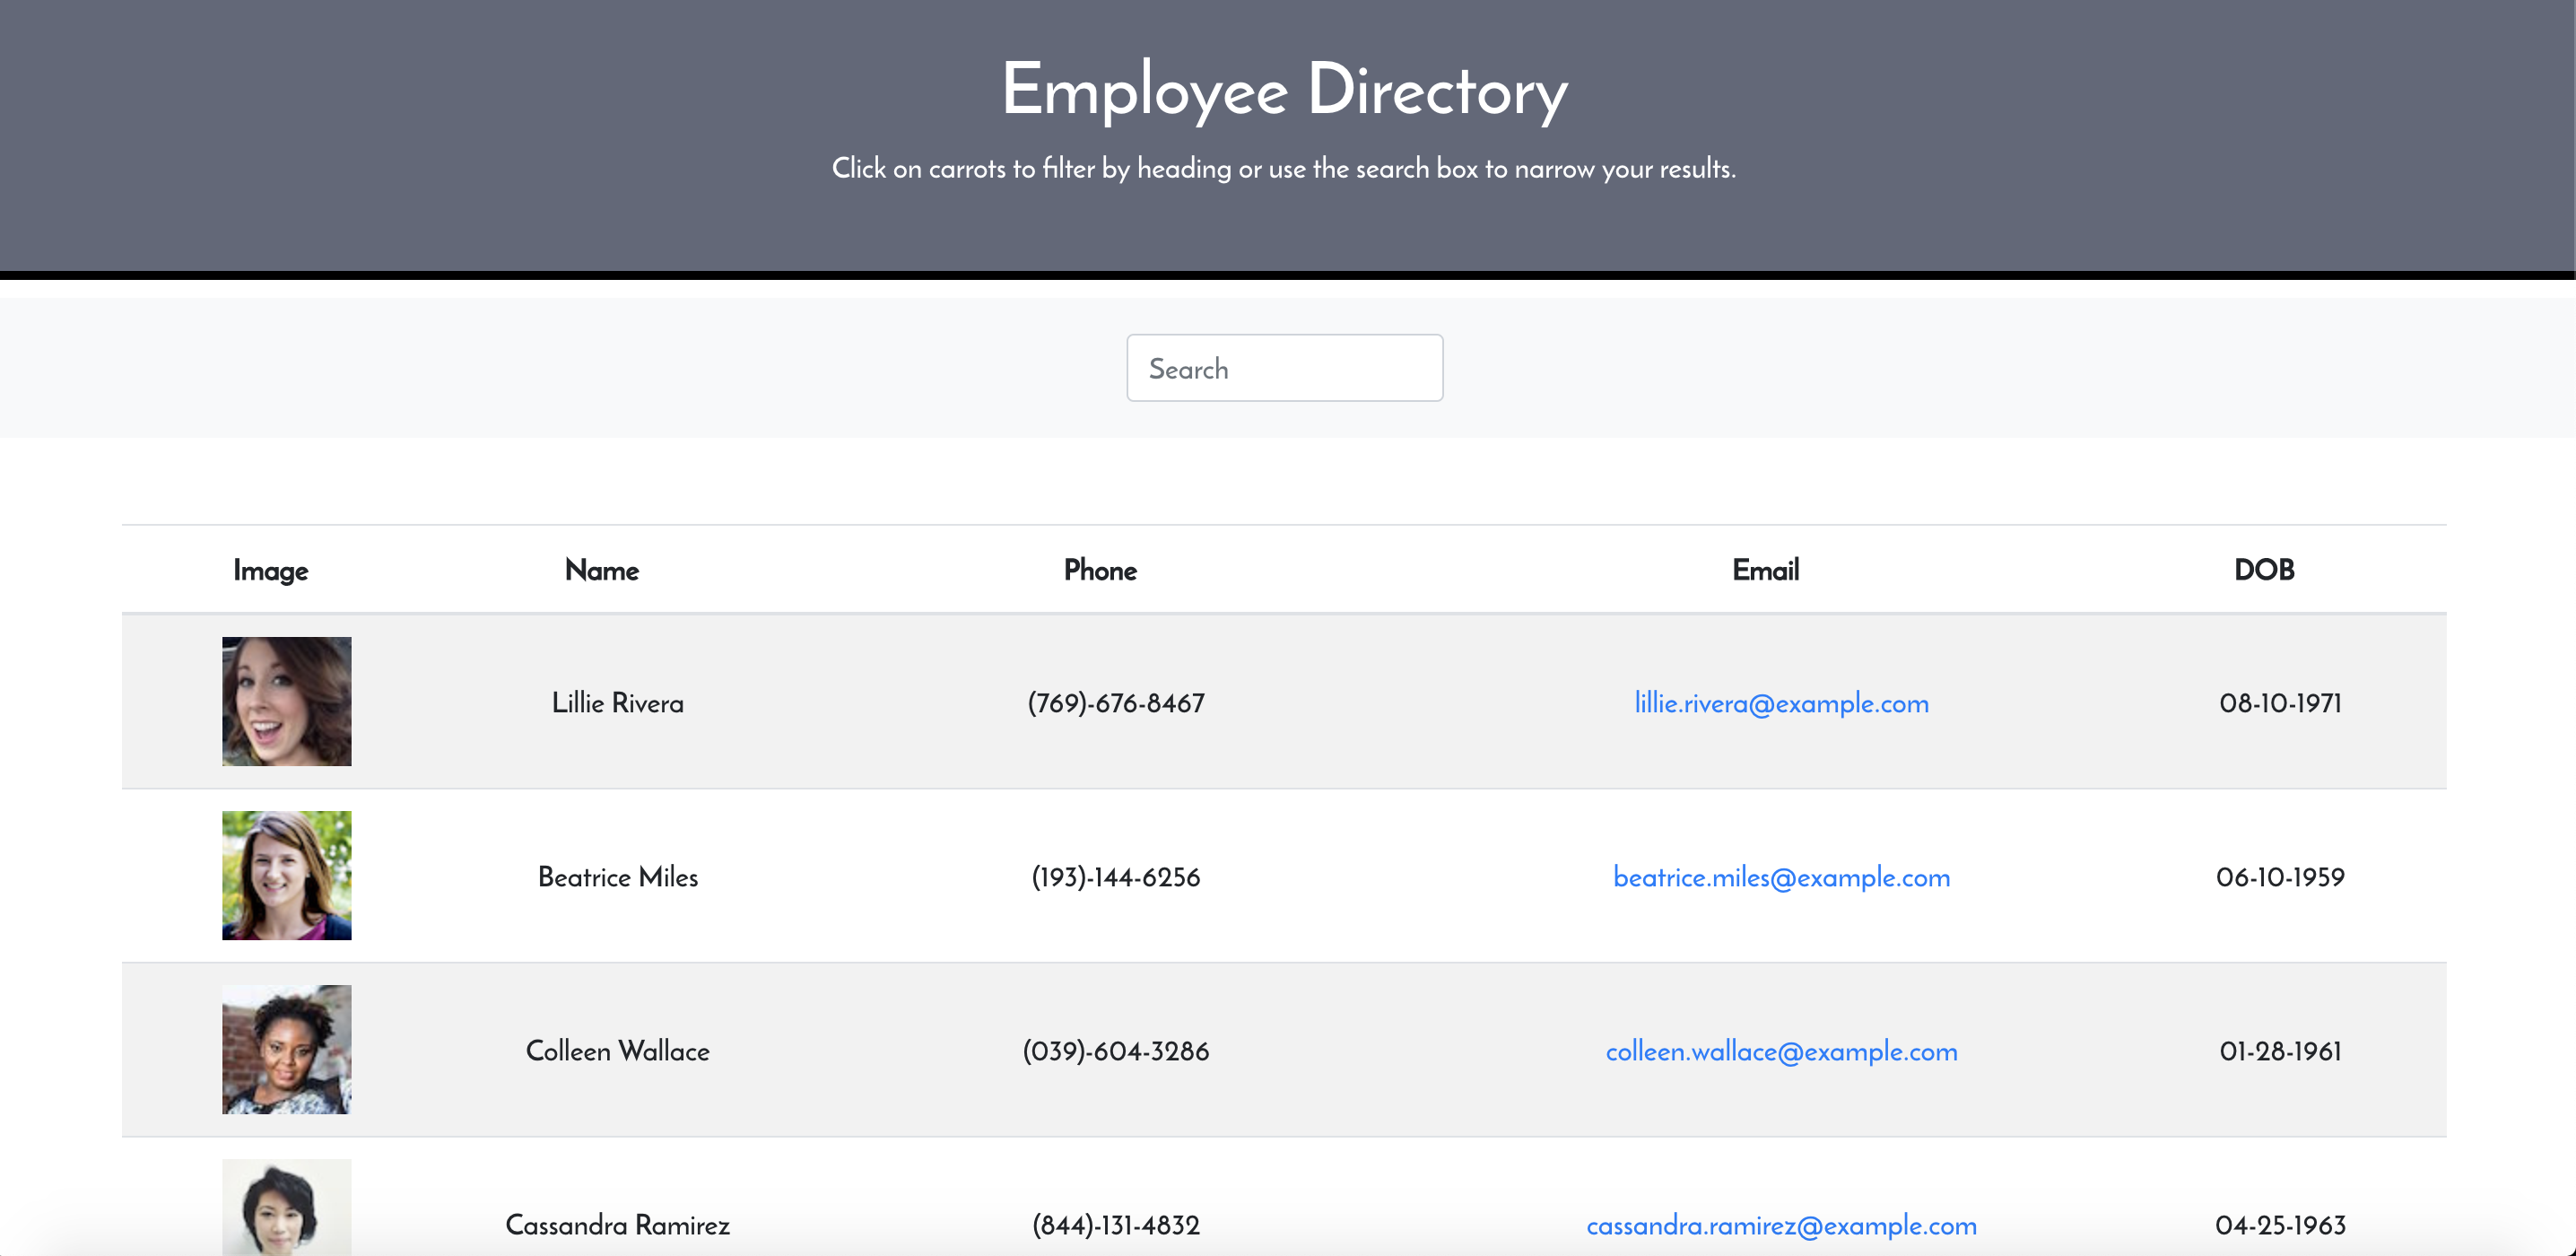 Employee Directory
Click on carrots to filter by heading or use the search box to narrow your results.
Search
Image Name Phone Email DOB
Lillie Rivera (769)-676-8467 lillie.rivera@example.com 08-10-1971
Beatrice Miles (193)-144-6256 beatrice.miles@example.com 06-10-1959
Colleen Wallace (039)-604-3286 colleen.wallace@example.com 01-28-1961
Cassandra Ramirez (844)-131-4832 cassandra.ramirez@example.com 04-25-1963